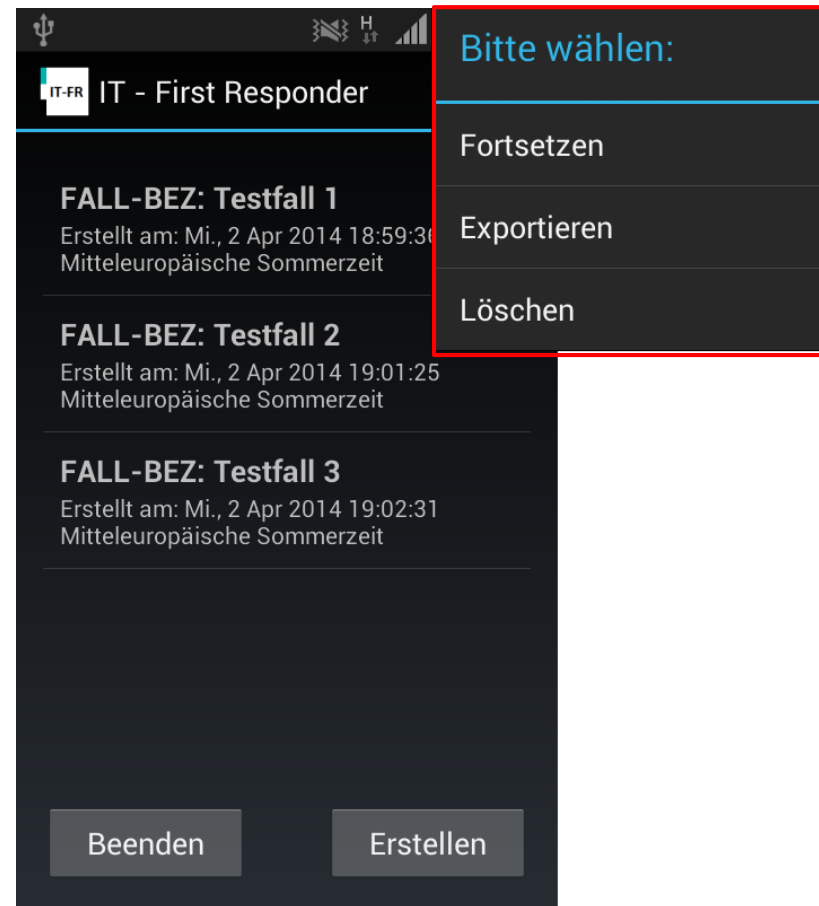 H
IT-FR
IT - First Responder
FALL-BEZ: Testfall 1
Erstellt am: Mi., 2 Apr 2014 18:59:36
Mitteleuropäische Sommerzeit
FALL-BEZ: Testfall 2
Erstellt am: Mi., 2 Apr 2014 19:01:25
Mitteleuropäische Sommerzeit
FALL-BEZ: Testfall 3
Erstellt am: Mi., 2 Apr 2014 19:02:31
Mitteleuropäische Sommerzeit
Beenden
Erstellen
Bitte wählen:
Fortsetzen
Exportieren
Löschen